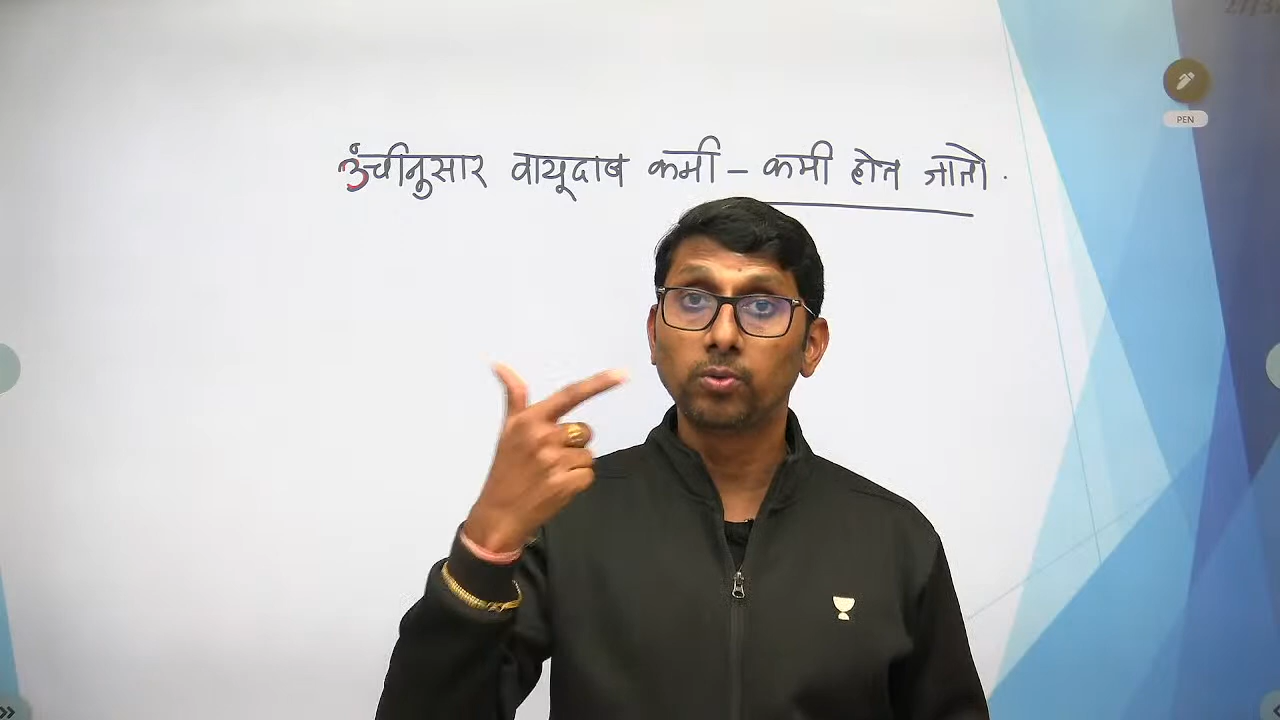 उंचीनुसार वायूदाब कमी – कमी होत जातो.
PEN